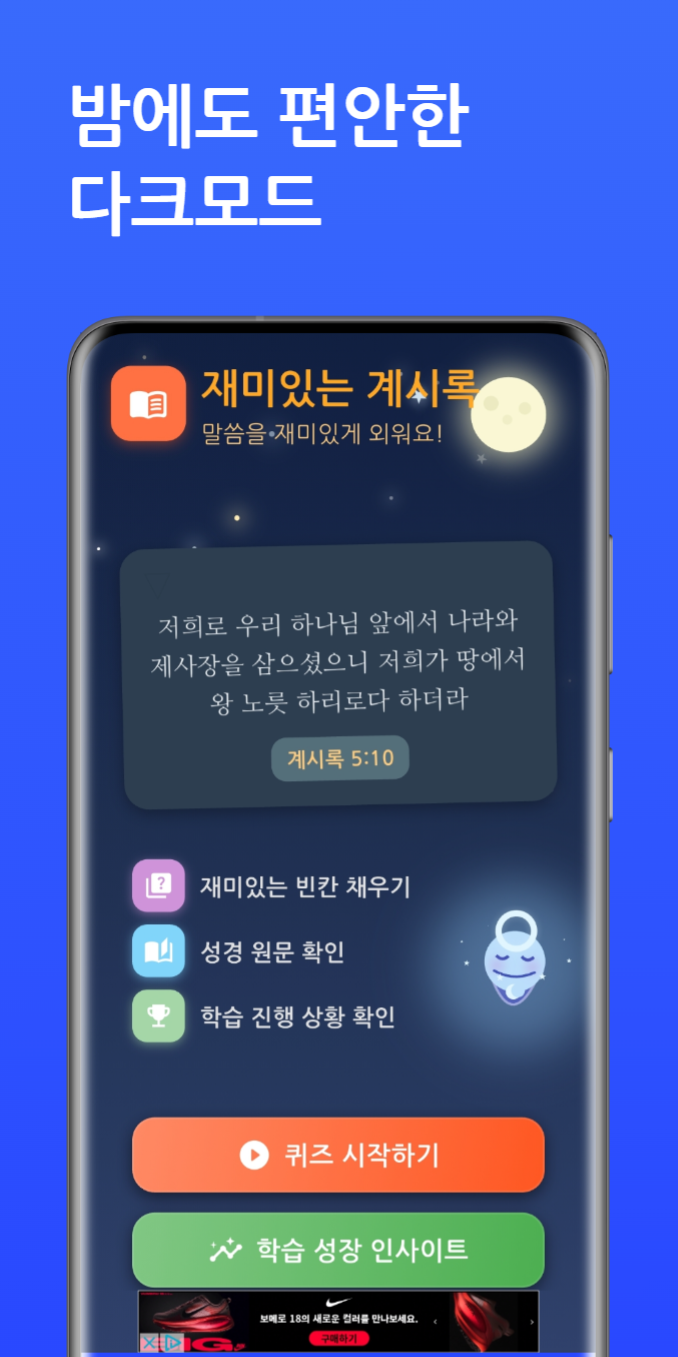 밤에도 편안한
다크모드
재미있는 계시록
말씀을 재미있게 외워요!
저희로 우리 하나님 앞에서 나라와
제사장을 삼으셨으니 저희가 땅에서
왕 노릇 하리로다 하더라
계시록 5:10
재미있는 빈칸 채우기
성경 원문 확인
학습 진행 상황 확인
퀴즈 시작하기
학습 성장 인사이트
보메로 18의 새로운 컬러를 만나보세요.
구매하기